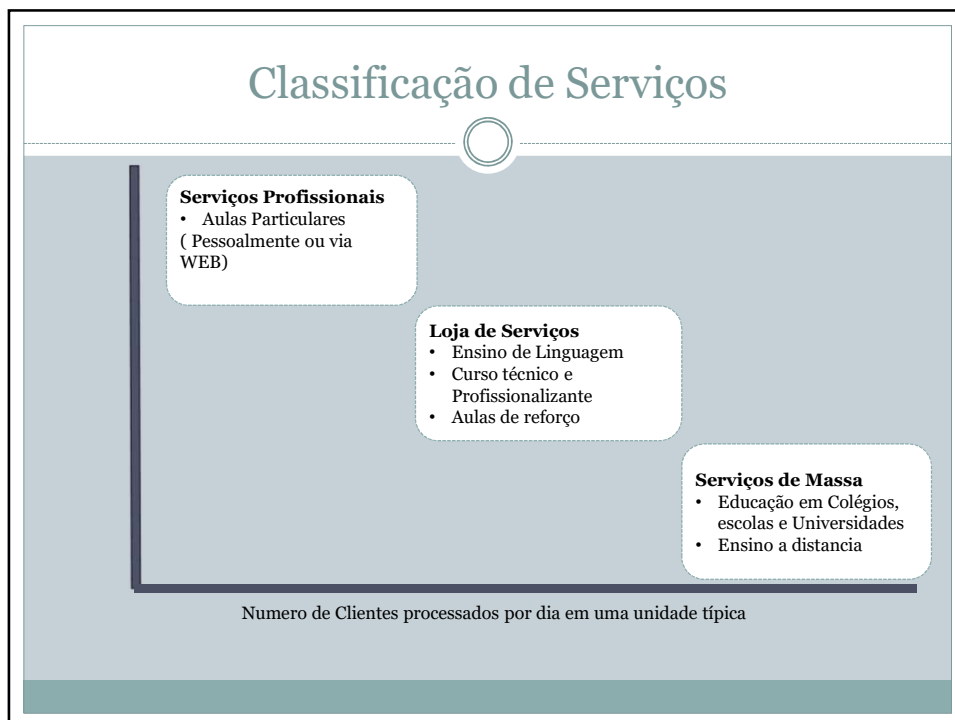 Classificação de Serviços
Serviços Profissionais
• Aulas Particulares
( Pessoalmente ou via
WEB)
Loja de Serviços
• Ensino de Linguagem
• Curso técnico e
Profissionalizante
• Aulas de reforço
Serviços de Massa
• Educação em Colégios,
escolas e Universidades
• Ensino a distancia
Numero de Clientes processados por dia em uma unidade típica